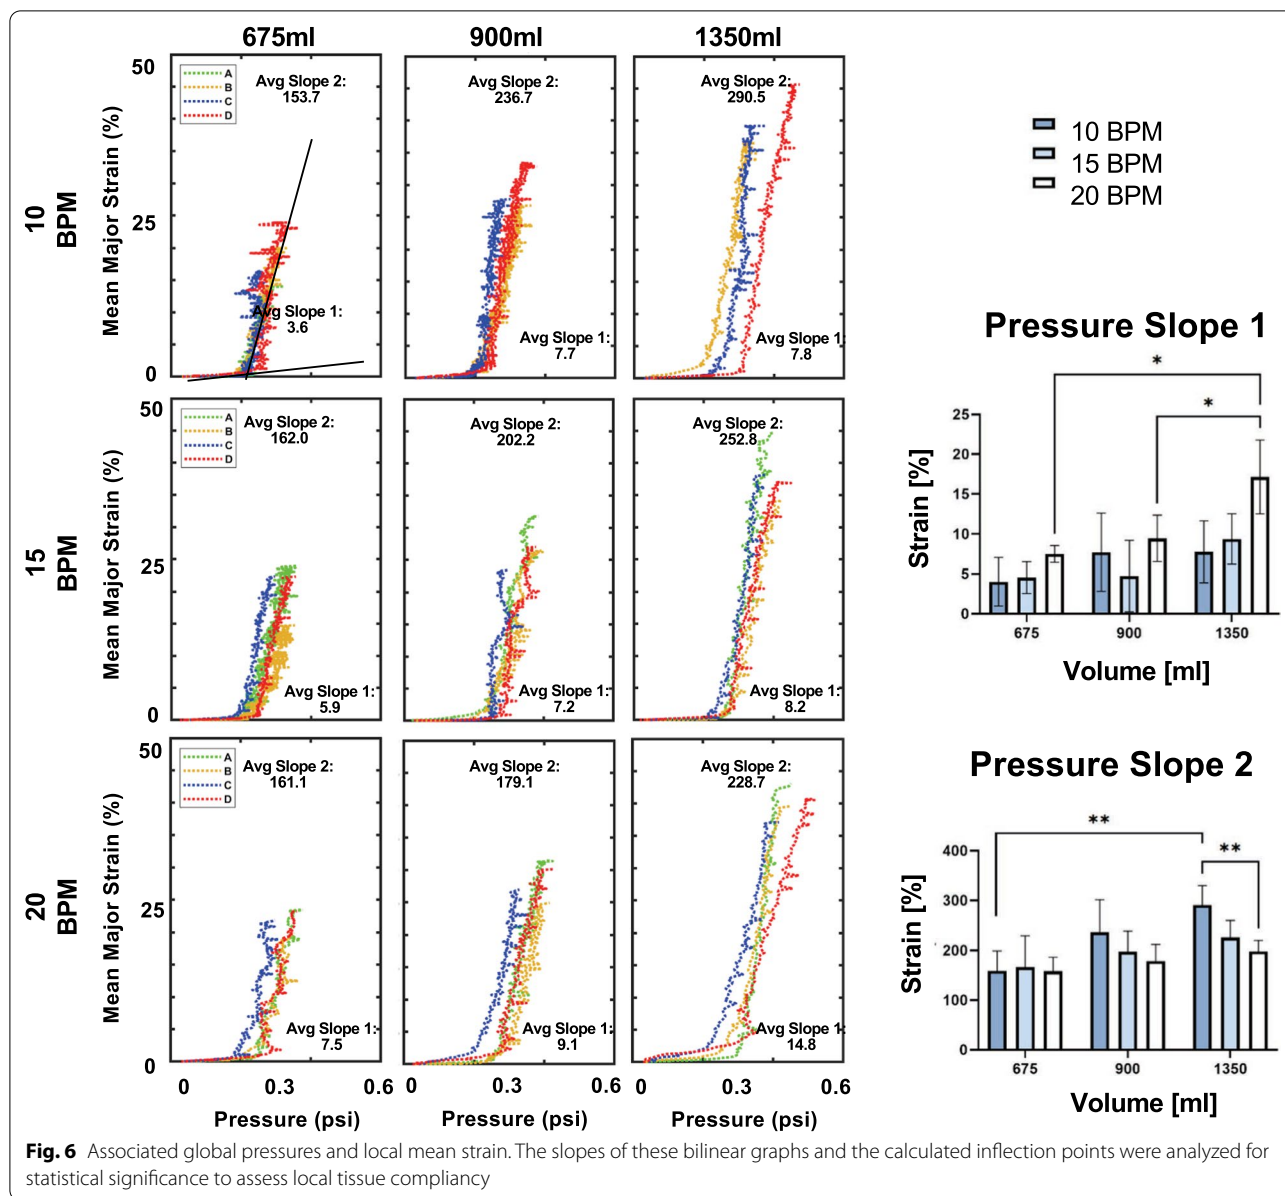 675ml 900ml 1350ml
10 BPM
Mean Major Strain (%)
50
25
0
A
B
C
D
Avg Slope 2:
153.7
Avg Slope 1:
3.6
Avg Slope 2:
236.7
Avg Slope 1:
7.7
Avg Slope 2:
290.5
Avg Slope 1:
7.8
15 BPM
Mean Major Strain (%)
50
25
0
A
B
C
D
Avg Slope 2:
162.0
Avg Slope 1:
5.9
Avg Slope 2:
202.2
Avg Slope 1:
7.2
Avg Slope 2:
252.8
Avg Slope 1:
8.2
20 BPM
Mean Major Strain (%)
50
25
0
A
B
C
D
Avg Slope 2:
161.1
Avg Slope 1:
7.5
Avg Slope 2:
179.1
Avg Slope 1:
9.1
Avg Slope 2:
228.7
Avg Slope 1:
14.8
0 0.3 0.6 0 0.3 0.6 0 0.3 0.6
Pressure (psi) Pressure (psi) Pressure (psi)
10 BPM
15 BPM
20 BPM
Pressure Slope 1
*
*
Strain [%]
25
20
15
10
5
0
675 900 1350
Volume [ml]
Pressure Slope 2
**
**
Strain [%]
400
300
200
100
0
675 900 1350
Volume [ml]
Fig. 6 Associated global pressures and local mean strain. The slopes of these bilinear graphs and the calculated inflection points were analyzed for
statistical significance to assess local tissue compliancy